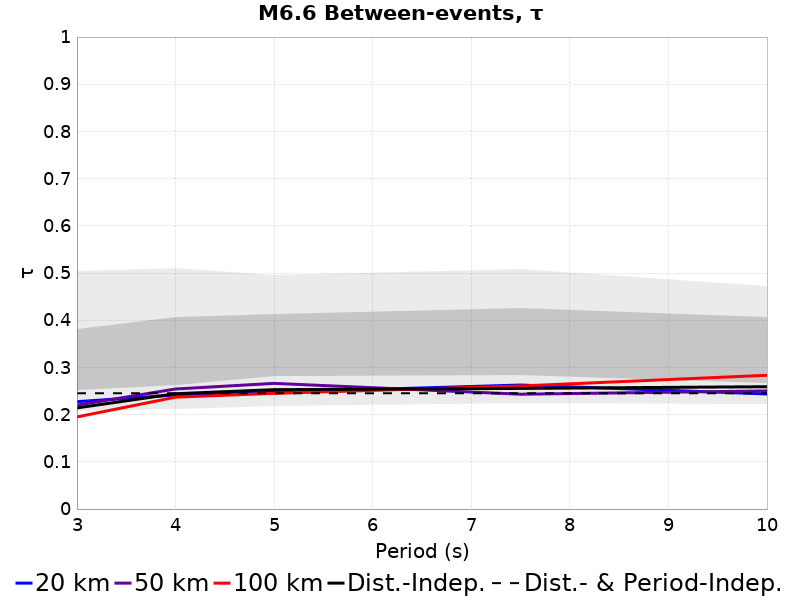 M6.6 Between-events, τ
1
0.9
0.8
0.7
0.6
0.5
0.4
0.3
0.2
0.1
0
τ
3 4 5 6 7 8 9 10
Period (s)
20 km 50 km 100 km Dist.-Indep. Dist.- & Period-Indep.